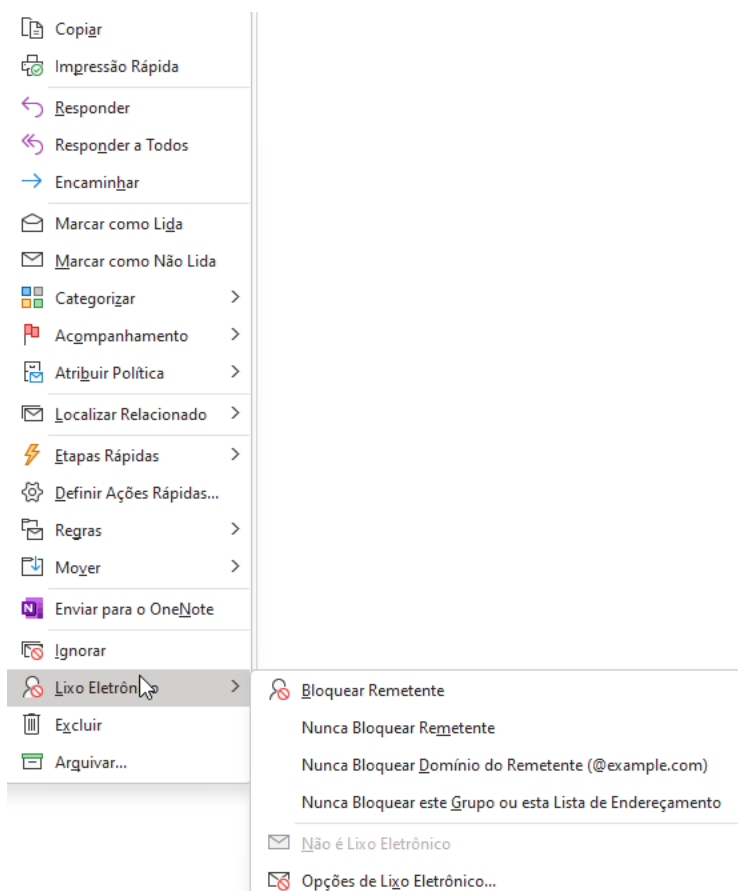 Copiar
Impressão Rápida
Responder
Responder a Todos
Encaminhar
Marcar como Lida
Marcar como Não Lida
Categorizar
Acompanhamento
Atribuir Política
Localizar Relacionado
Etapas Rápidas
Definir Ações Rápidas...
Regras
Mover
Enviar para o OneNote
Ignorar
Lixo Eletrônico
Excluir
Arquivar...
Bloquear Remetente
Nunca Bloquear Remetente
Nunca Bloquear Domínio do Remetente (@example.com)
Nunca Bloquear este Grupo ou esta Lista de Endereçamento
Não é Lixo Eletrônico
Opções de Lixo Eletrônico...